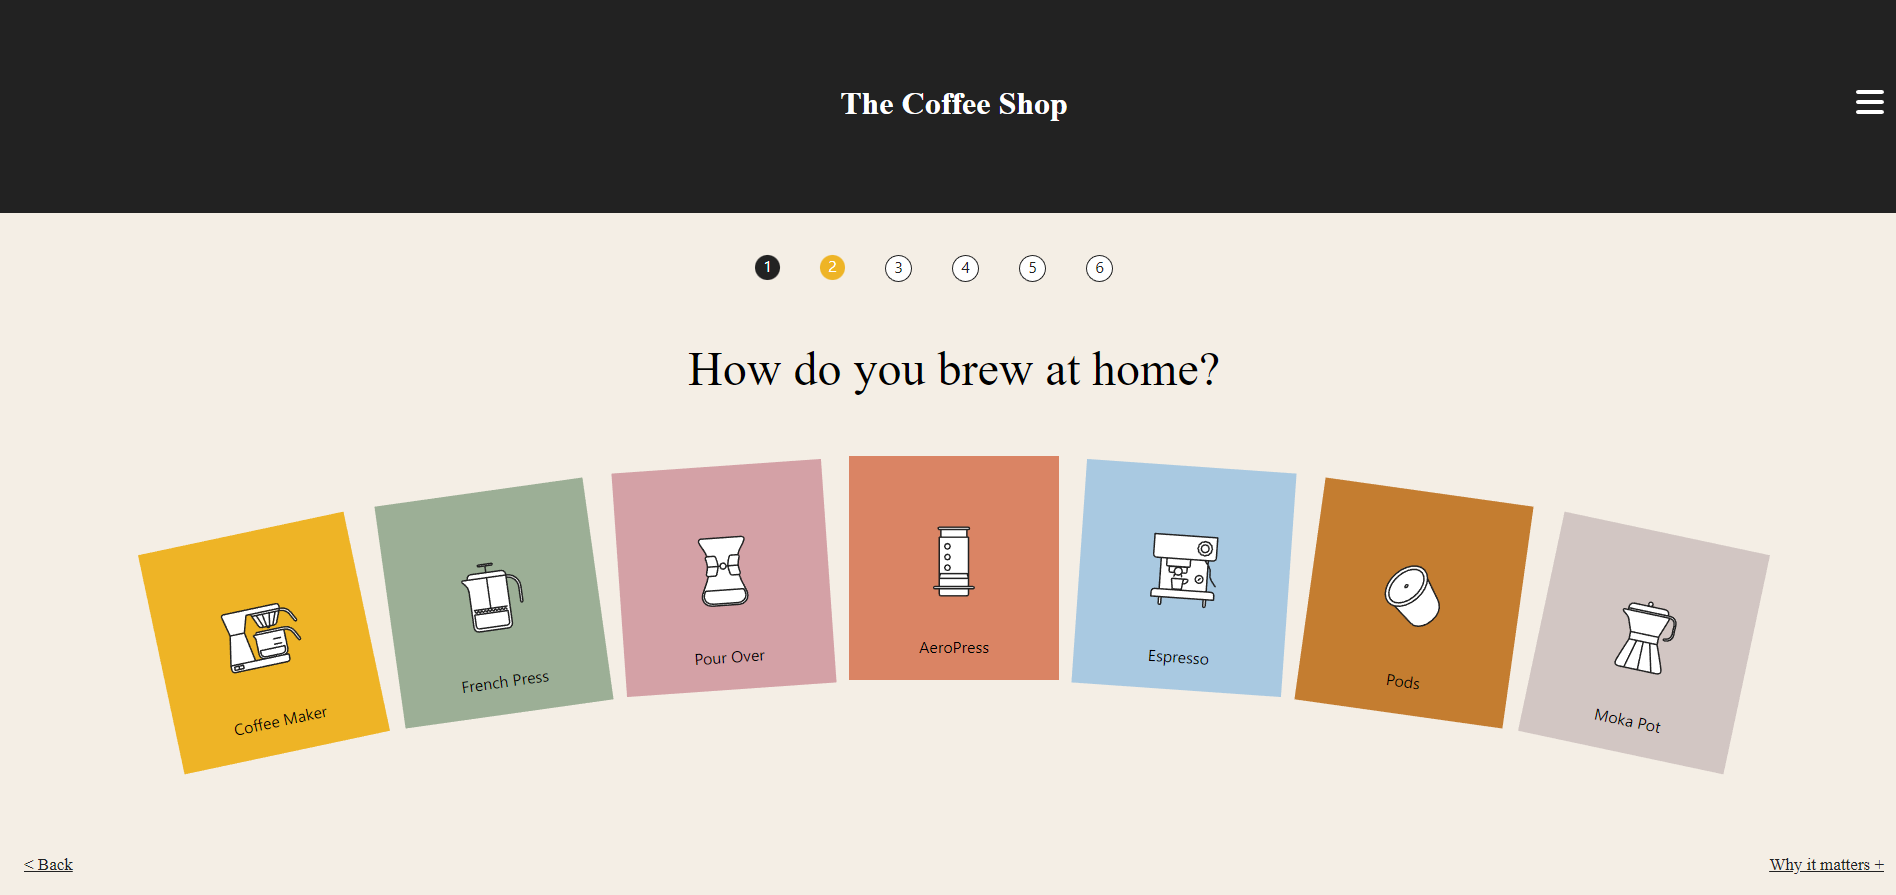 The Coffee Shop
1 2 3 4 5 6
How do you brew at home?
Coffee Maker
French Press
Pour Over
AeroPress
Espresso
Pods
Moka Pot
< Back
Why it matters +